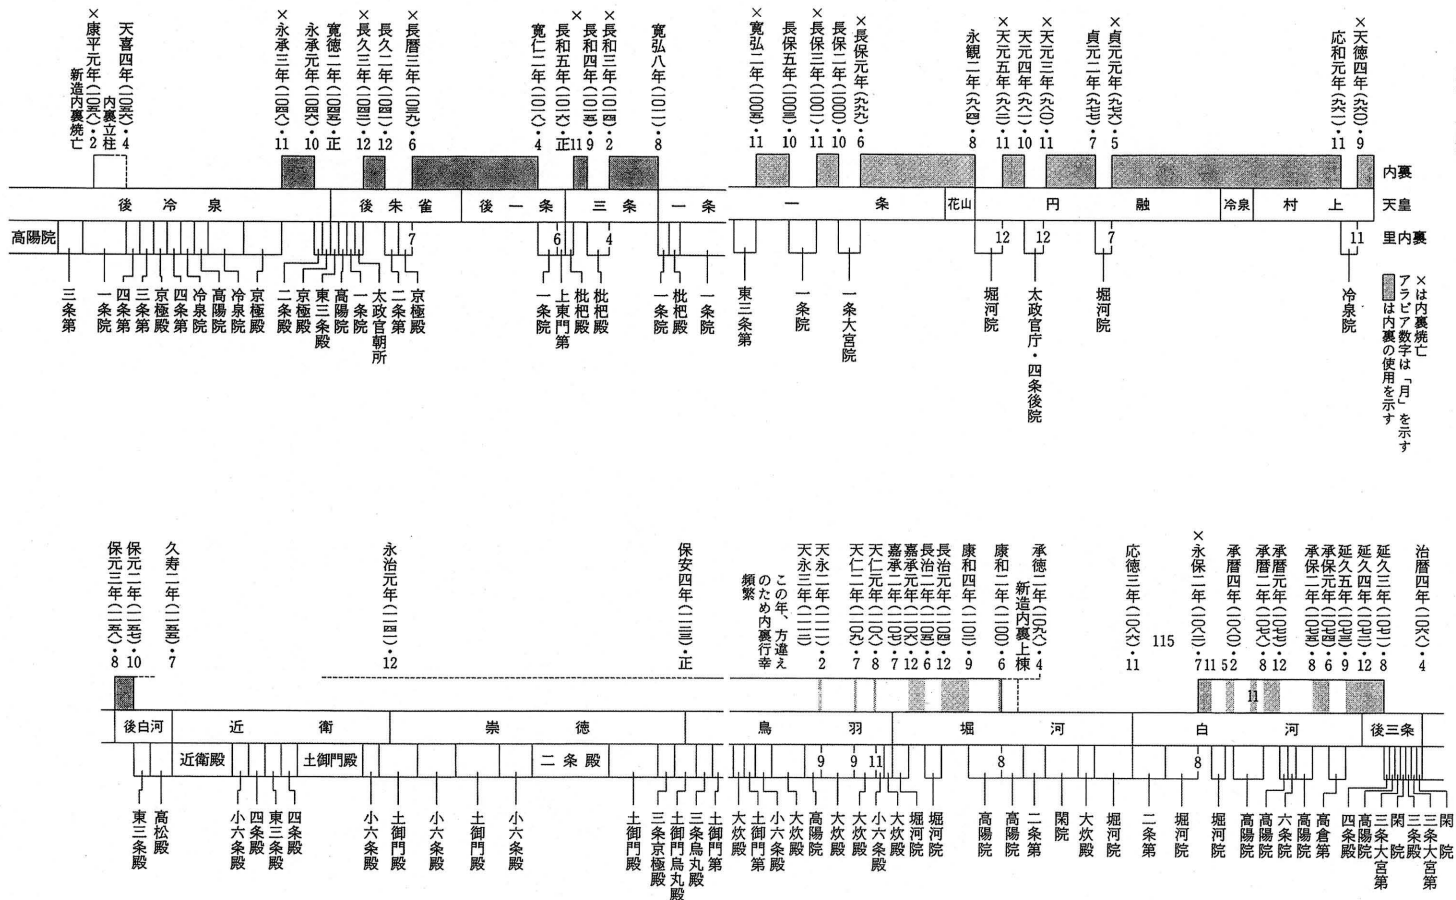 内裏
天皇
里内裏
×は内裏焼亡
アラビア数字は「月」を示す
は内裏の使用を示す
×天徳四年(九六〇)・9
応和元年(九六一)・11
×貞元元年(九七六)・5
貞元二年(九七七)・7
×天元三年(九八〇)・11
天元四年(九八一)・10
×天元五年(九八二)・11
永観二年(九八四)・8
×長保元年(九九九)・6
長保二年(一〇〇〇)・10
×長保三年(一〇〇一)・11
長保五年(一〇〇三)・10
×寛弘二年(一〇〇五)・11
寛弘八年(一〇一一)・8
×長和三年(一〇一四)・2
長和四年(一〇一五)・9
×
11
長和五年(一〇一六)・正
寛仁二年(一〇一八)・4
×長暦三年(一〇三九)・6
長久二年(一〇四一)・12
×長久三年(一〇四二)・12
寛徳二年(一〇四五)・正
永承元年(一〇四六)・10
×永承三年(一〇四八)・11
天喜四年(一〇五六)・4
内裏立柱
×康平元年(一〇五八)・2
新造内裏焼亡
村上
冷泉
円融
花山
一条
一条
三条
後一条
後朱雀
後冷泉
11
冷泉院
7
堀河院
12
太政官庁・四条後院
12
堀河院
一条大宮院
一条院
東三条第
一条院
枇杷殿
一条院
4
枇杷殿
枇杷殿
上東門第
6
一条院
7
京極殿
二条第
太政官朝所
一条院
高陽院
東三条殿
京極殿
二条殿
京極殿
冷泉院
高陽院
冷泉院
四条第
京極殿
三条第
四条第
一条院
三条第
高陽院
治暦四年(一〇六八)・4
延久三年(一〇七一)・8
延久四年(一〇七二)・12
延久五年(一〇七三)・9
承保元年(一〇七四)・6
承保二年(一〇七五)・8
承暦元年(一〇七七)・12
承暦二年(一〇七八)・8
11
承暦四年(一〇八〇)・2
5
11
×永保二年(一〇八二)・7
115
応徳三年(一〇八六)・11
承徳二年(一〇九八)・4
新造内裏上棟
康和二年(一一〇〇)・6
康和四年(一一〇二)・9
長治元年(一一〇四)・12
長治二年(一一〇五)・6
嘉承元年(一一〇六)・12
嘉承二年(一一〇七)・7
天仁元年(一一〇八)・8
天仁二年(一一〇九)・7
天永二年(一一一一)・2
天永三年(一一一二)
この年、方違え
のため内裏行幸
頻繁
保安四年(一一二三)・正
永治元年(一一四一)・12
久寿二年(一一五五)・7
保元二年(一一五七)・10
保元三年(一一五八)・8
後三条
白河
堀河
鳥羽
崇徳
近衛
後白河
閑院
三条大宮第
三条殿
閑院
三条大宮第
高陽院
四条殿
高倉第
高陽院
六条院
高陽院
高陽院
堀河院
8
堀河院
二条第
堀河院
大炊殿
閑院
二条第
高陽院
8
高陽院
堀河院
堀河院
大炊殿
11
小六条殿
9
大炊殿
大炊殿
9
高陽院
大炊殿
小六条殿
土御門第
大炊殿
土御門第
三条烏丸殿
土御門烏丸殿
三条京極殿
土御門殿
二条殿
小六条殿
土御門殿
小六条殿
土御門殿
小六条殿
土御門殿
四条殿
東三条殿
四条殿
小六条殿
近衛殿
高松殿
東三条殿